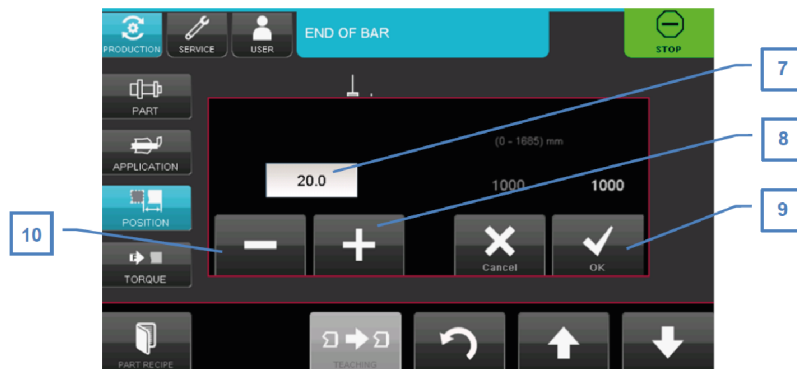 PRODUCTION
SERVICE
USER
END OF BAR
STOP
7
PART
(0 - 1685) mm
8
APPLICATION
20.0
1000
1000
9
POSITION
10
TORQUE
Cancel
OK
PART RECIPE
TEACHING